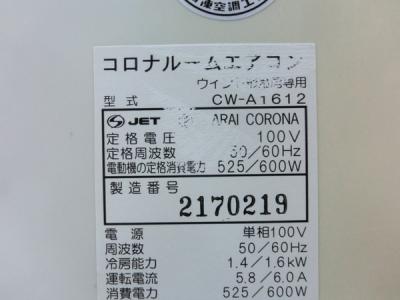 コロナルームエアコン
ウインド形冷房専用
型式 CW-A1612
JET ARAI CORONA
定格電圧 100V
定格周波数 50/60Hz
電動機の定格消費電力 525/600W
製造番号
2170219
電源 単相100V
周波数 50/60Hz
冷房能力 1.4/1.6kW
運転電流 5.8/6.0A
消費電力 525/600W